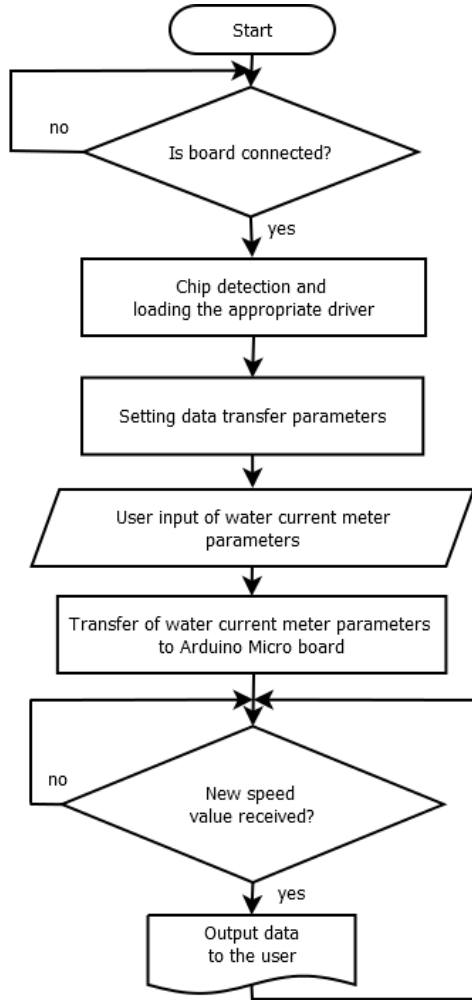 Start
no
Is board connected?
yes
Chip detection and
loading the appropriate driver
Setting data transfer parameters
User input of water current meter
parameters
Transfer of water current meter parameters
to Arduino Micro board
no
New speed
value received?
yes
Output data
to the user